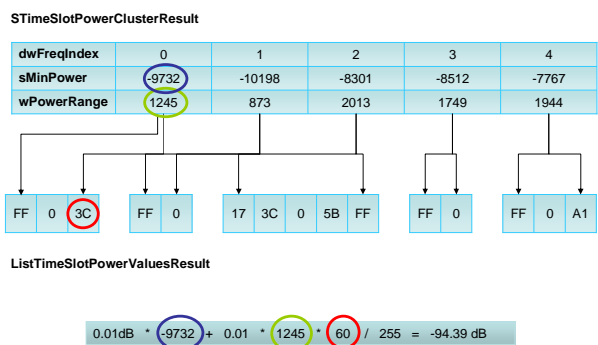 STimeSlotPowerClusterResult
dwFreqIndex 0 1 2 3 4
sMinPower -9732 -10198 -8301 -8512 -7767
wPowerRange 1245 873 2013 1749 1944
FF 0 3C FF 0 17 3C 0 5B FF FF 0 FF 0 A1
ListTimeSlotPowerValuesResult
0.01dB * -9732 + 0.01 * 1245 * 60 / 255 = -94.39 dB